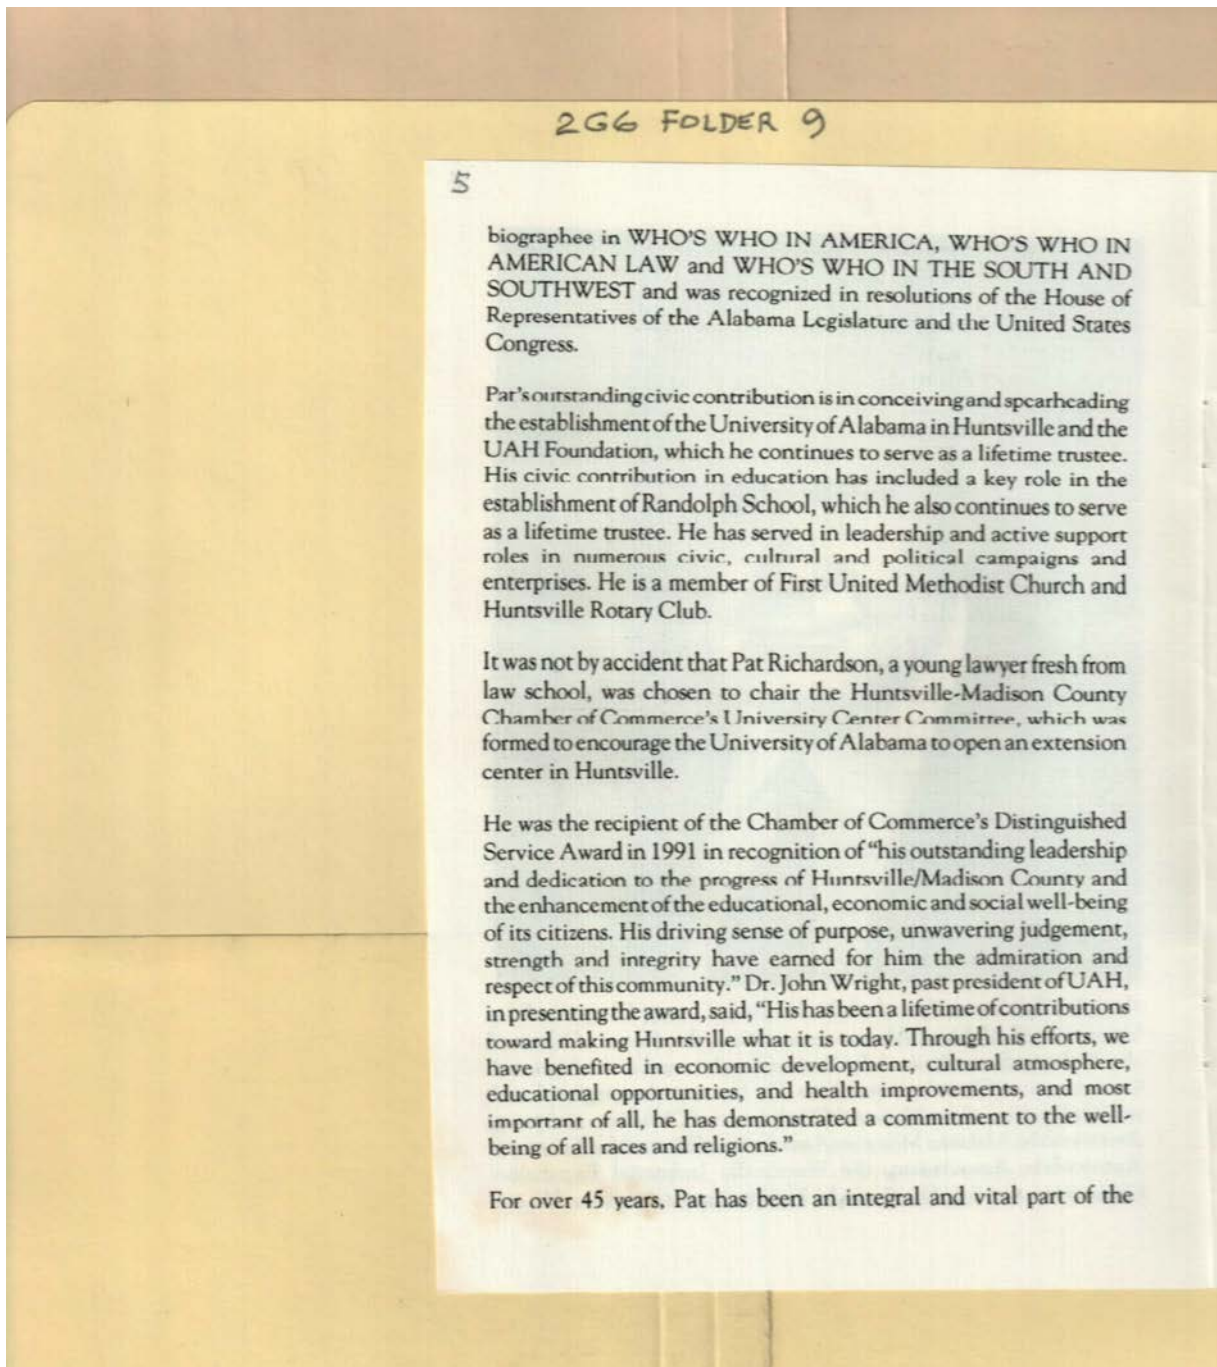 2G6 FOLDER 9
5
biographee in WHO'S WHO IN AMERICA, WHO'S WHO IN
AMERICAN LAW and WHO'S WHO IN THE SOUTH AND
SOUTHWEST and was recognized in resolutions of the House of
Representatives of the Alabama Legislature and the United States
Congress.
Pat's outstanding civic contribution is in conceiving and spearheading
the establishment of the University of Alabama in Huntsville and the
UAH Foundation, which he continues to serve as a lifetime trustee.
His civic contribution in education has included a key role in the
establishment of Randolph School, which he also continues to serve
as a lifetime trustee. He has served in leadership and active support
roles in numerous civic, cultural and political campaigns and
enterprises. He is a member of First United Methodist Church and
Huntsville Rotary Club.
It was not by accident that Pat Richardson, a young lawyer fresh from
law school, was chosen to chair the Huntsville-Madison County
Chamber of Commerce's University Center Committee, which was
formed to encourage the University of Alabama to open an extension
center in Huntsville.
He was the recipient of the Chamber of Commerce's Distinguished
Service Award in 1991 in recognition of "his outstanding leadership
and dedication to the progress of Huntsville/Madison County and
the enhancement of the educational, economic and social well-being
of its citizens. His driving sense of purpose, unwavering judgement,
strength and integrity have earned for him the admiration and
respect of this community." Dr. John Wright, past president of UAH,
in presenting the award, said, "His has been a lifetime of contributions
toward making Huntsville what it is today. Through his efforts, we
have benefited in economic development, cultural atmosphere,
educational opportunities, and health improvements, and most
important of all, he has demonstrated a commitment to the well-
being of all races and religions."
For over 45 years, Pat has been an integral and vital part of the